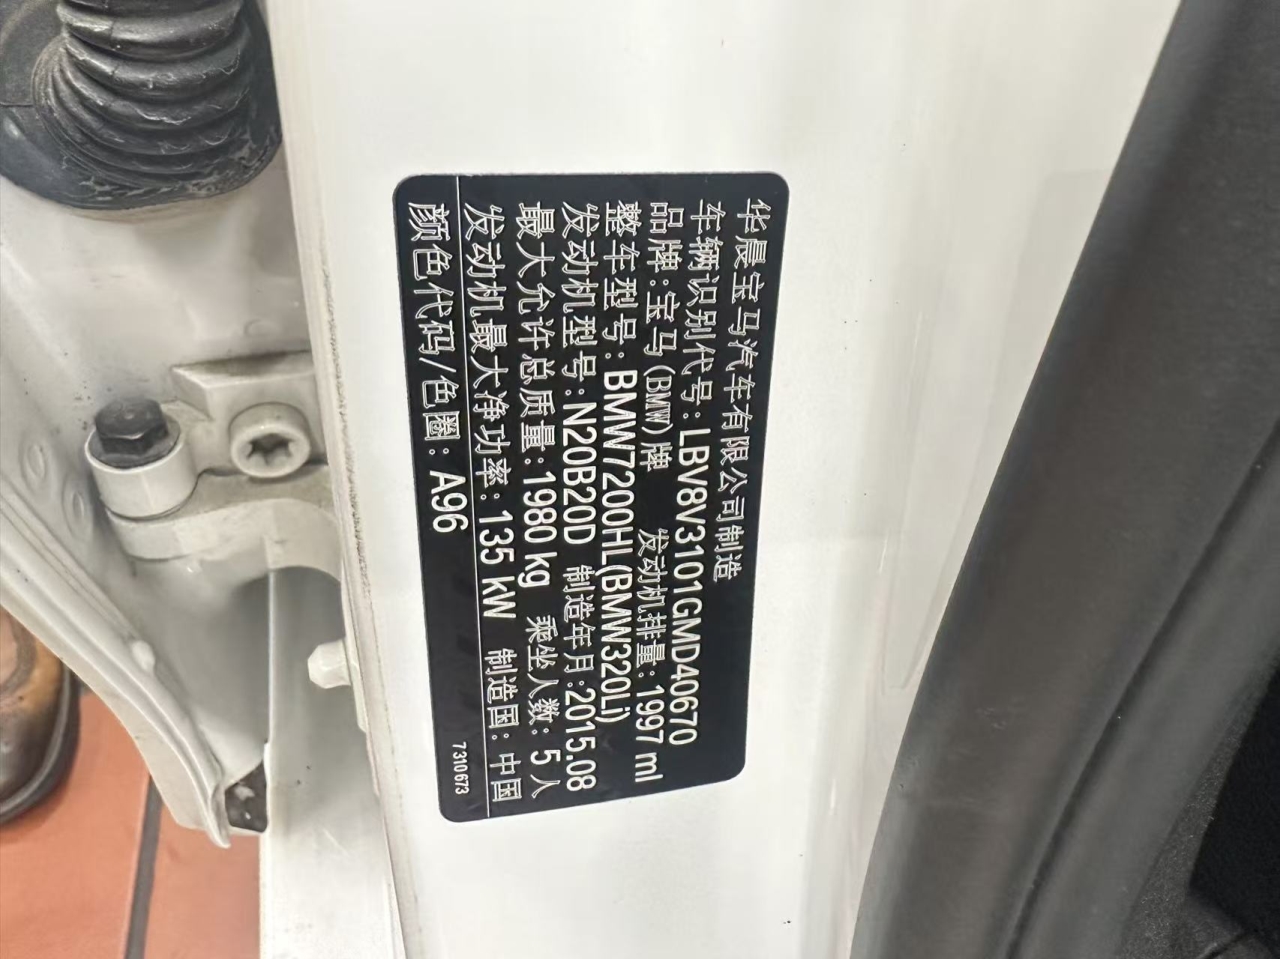 华晨宝马汽车有限公司制造
车辆识别代号:LBV8V3101GMD40670
品牌:宝马(BMW)牌 发动机排量:1997 ml
整车型号:BMW7200HL(BMW320Li)
发动机型号:N20B20D 制造年月:2015.08
最大允许总质量:1980 kg 乘坐人数: 5 人
发动机最大净功率: 135 kW 制造国: 中国
颜色代码/色圈: A96 7310673